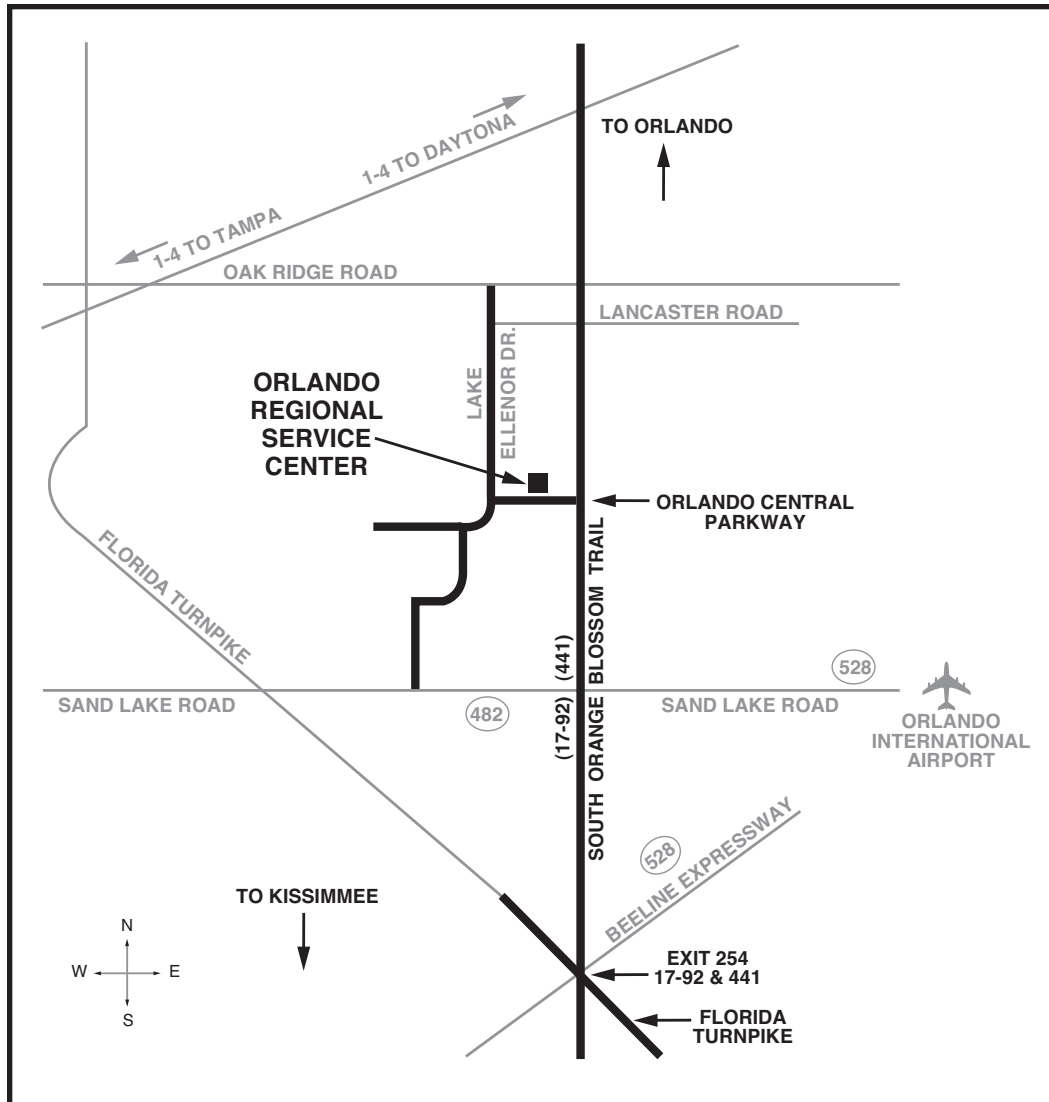 TO ORLANDO
1-4 TO DAYTONA
1-4 TO TAMPA
OAK RIDGE ROAD
LANCASTER ROAD
LAKE
ELLENOR DR.
ORLANDO
REGIONAL
SERVICE
CENTER
ORLANDO CENTRAL
PARKWAY
FLORIDA TURNPIKE
SOUTH ORANGE BLOSSOM TRAIL
(17-92) (441)
528
SAND LAKE ROAD
482
SAND LAKE ROAD
ORLANDO
INTERNATIONAL
AIRPORT
528
BEELINE EXPRESSWAY
TO KISSIMMEE
N
W E
S
EXIT 254
17-92 & 441
FLORIDA
TURNPIKE